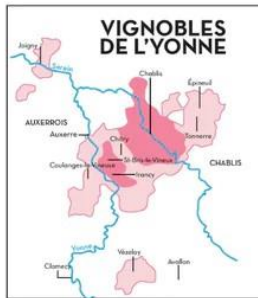 VIGNOBLES
DE L'YONNE
Joigny
Serein
Chablis
Épineuil
AUXERROIS
Auxerre
Chitry
Tonnerre
St-Bris-le-Vineux
CHABLIS
Coulanges-la-Vineuse
Irancy
Yonne
Vézelay
Avallon
Clamecy